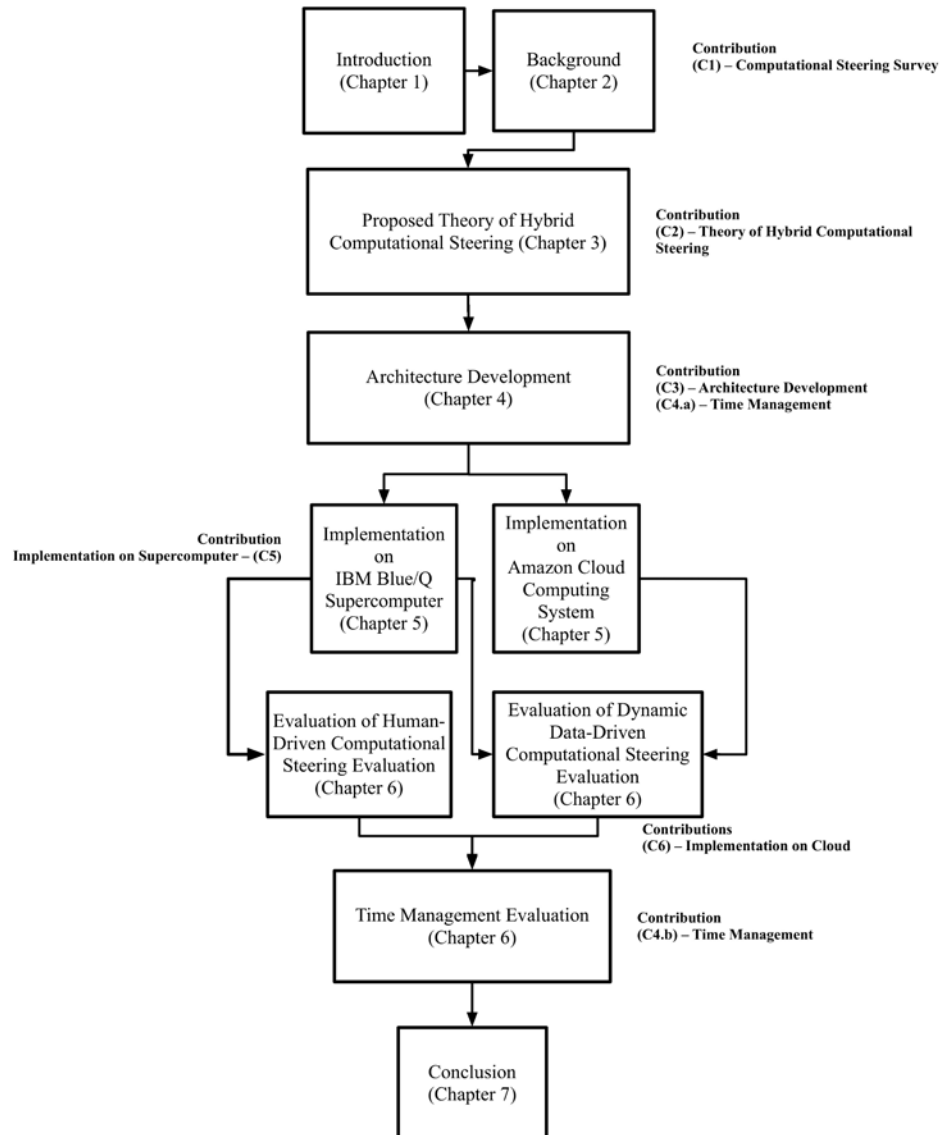 Introduction
(Chapter 1)
Background
(Chapter 2)
Contribution
(C1) – Computational Steering Survey
Proposed Theory of Hybrid
Computational Steering (Chapter 3)
Contribution
(C2) – Theory of Hybrid Computational
Steering
Architecture Development
(Chapter 4)
Contribution
(C3) – Architecture Development
(C4.a) – Time Management
Contribution
Implementation on Supercomputer – (C5)
Implementation
on
IBM Blue/Q
Supercomputer
(Chapter 5)
Implementation
on
Amazon Cloud
Computing
System
(Chapter 5)
Evaluation of Human-
Driven Computational
Steering Evaluation
(Chapter 6)
Evaluation of Dynamic
Data-Driven
Computational Steering
Evaluation
(Chapter 6)
Contributions
(C6) – Implementation on Cloud
Time Management Evaluation
(Chapter 6)
Contribution
(C4.b) – Time Management
Conclusion
(Chapter 7)